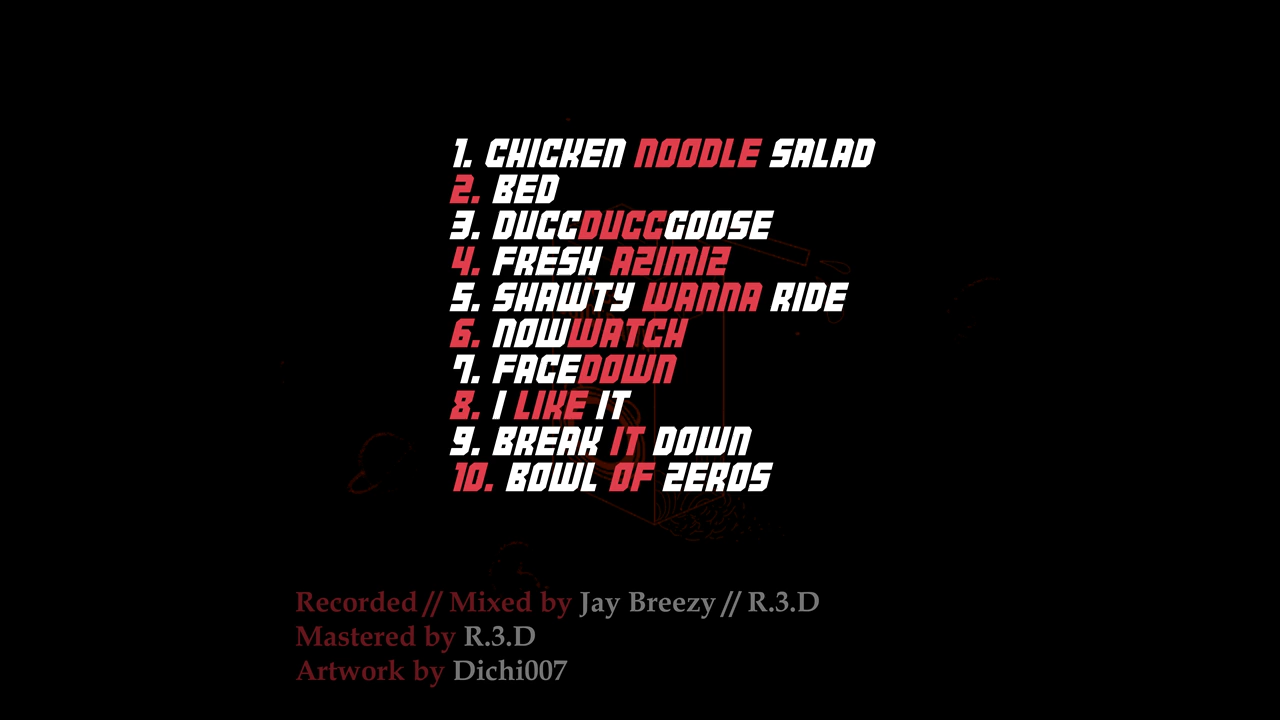 1. CHICKEN NOODLE SALAD
2. BED
3. DUCCDUCCGOOSE
4. FRESH AZIMIZ
5. SHAWTY WANNA RIDE
6. NOWWATCH
7. FACEDOWN
8. I LIKE IT
9. BREAK IT DOWN
10. BOWL OF ZEROS
Recorded // Mixed by Jay Breezy // R.3.D
Mastered by R.3.D
Artwork by Dichi007